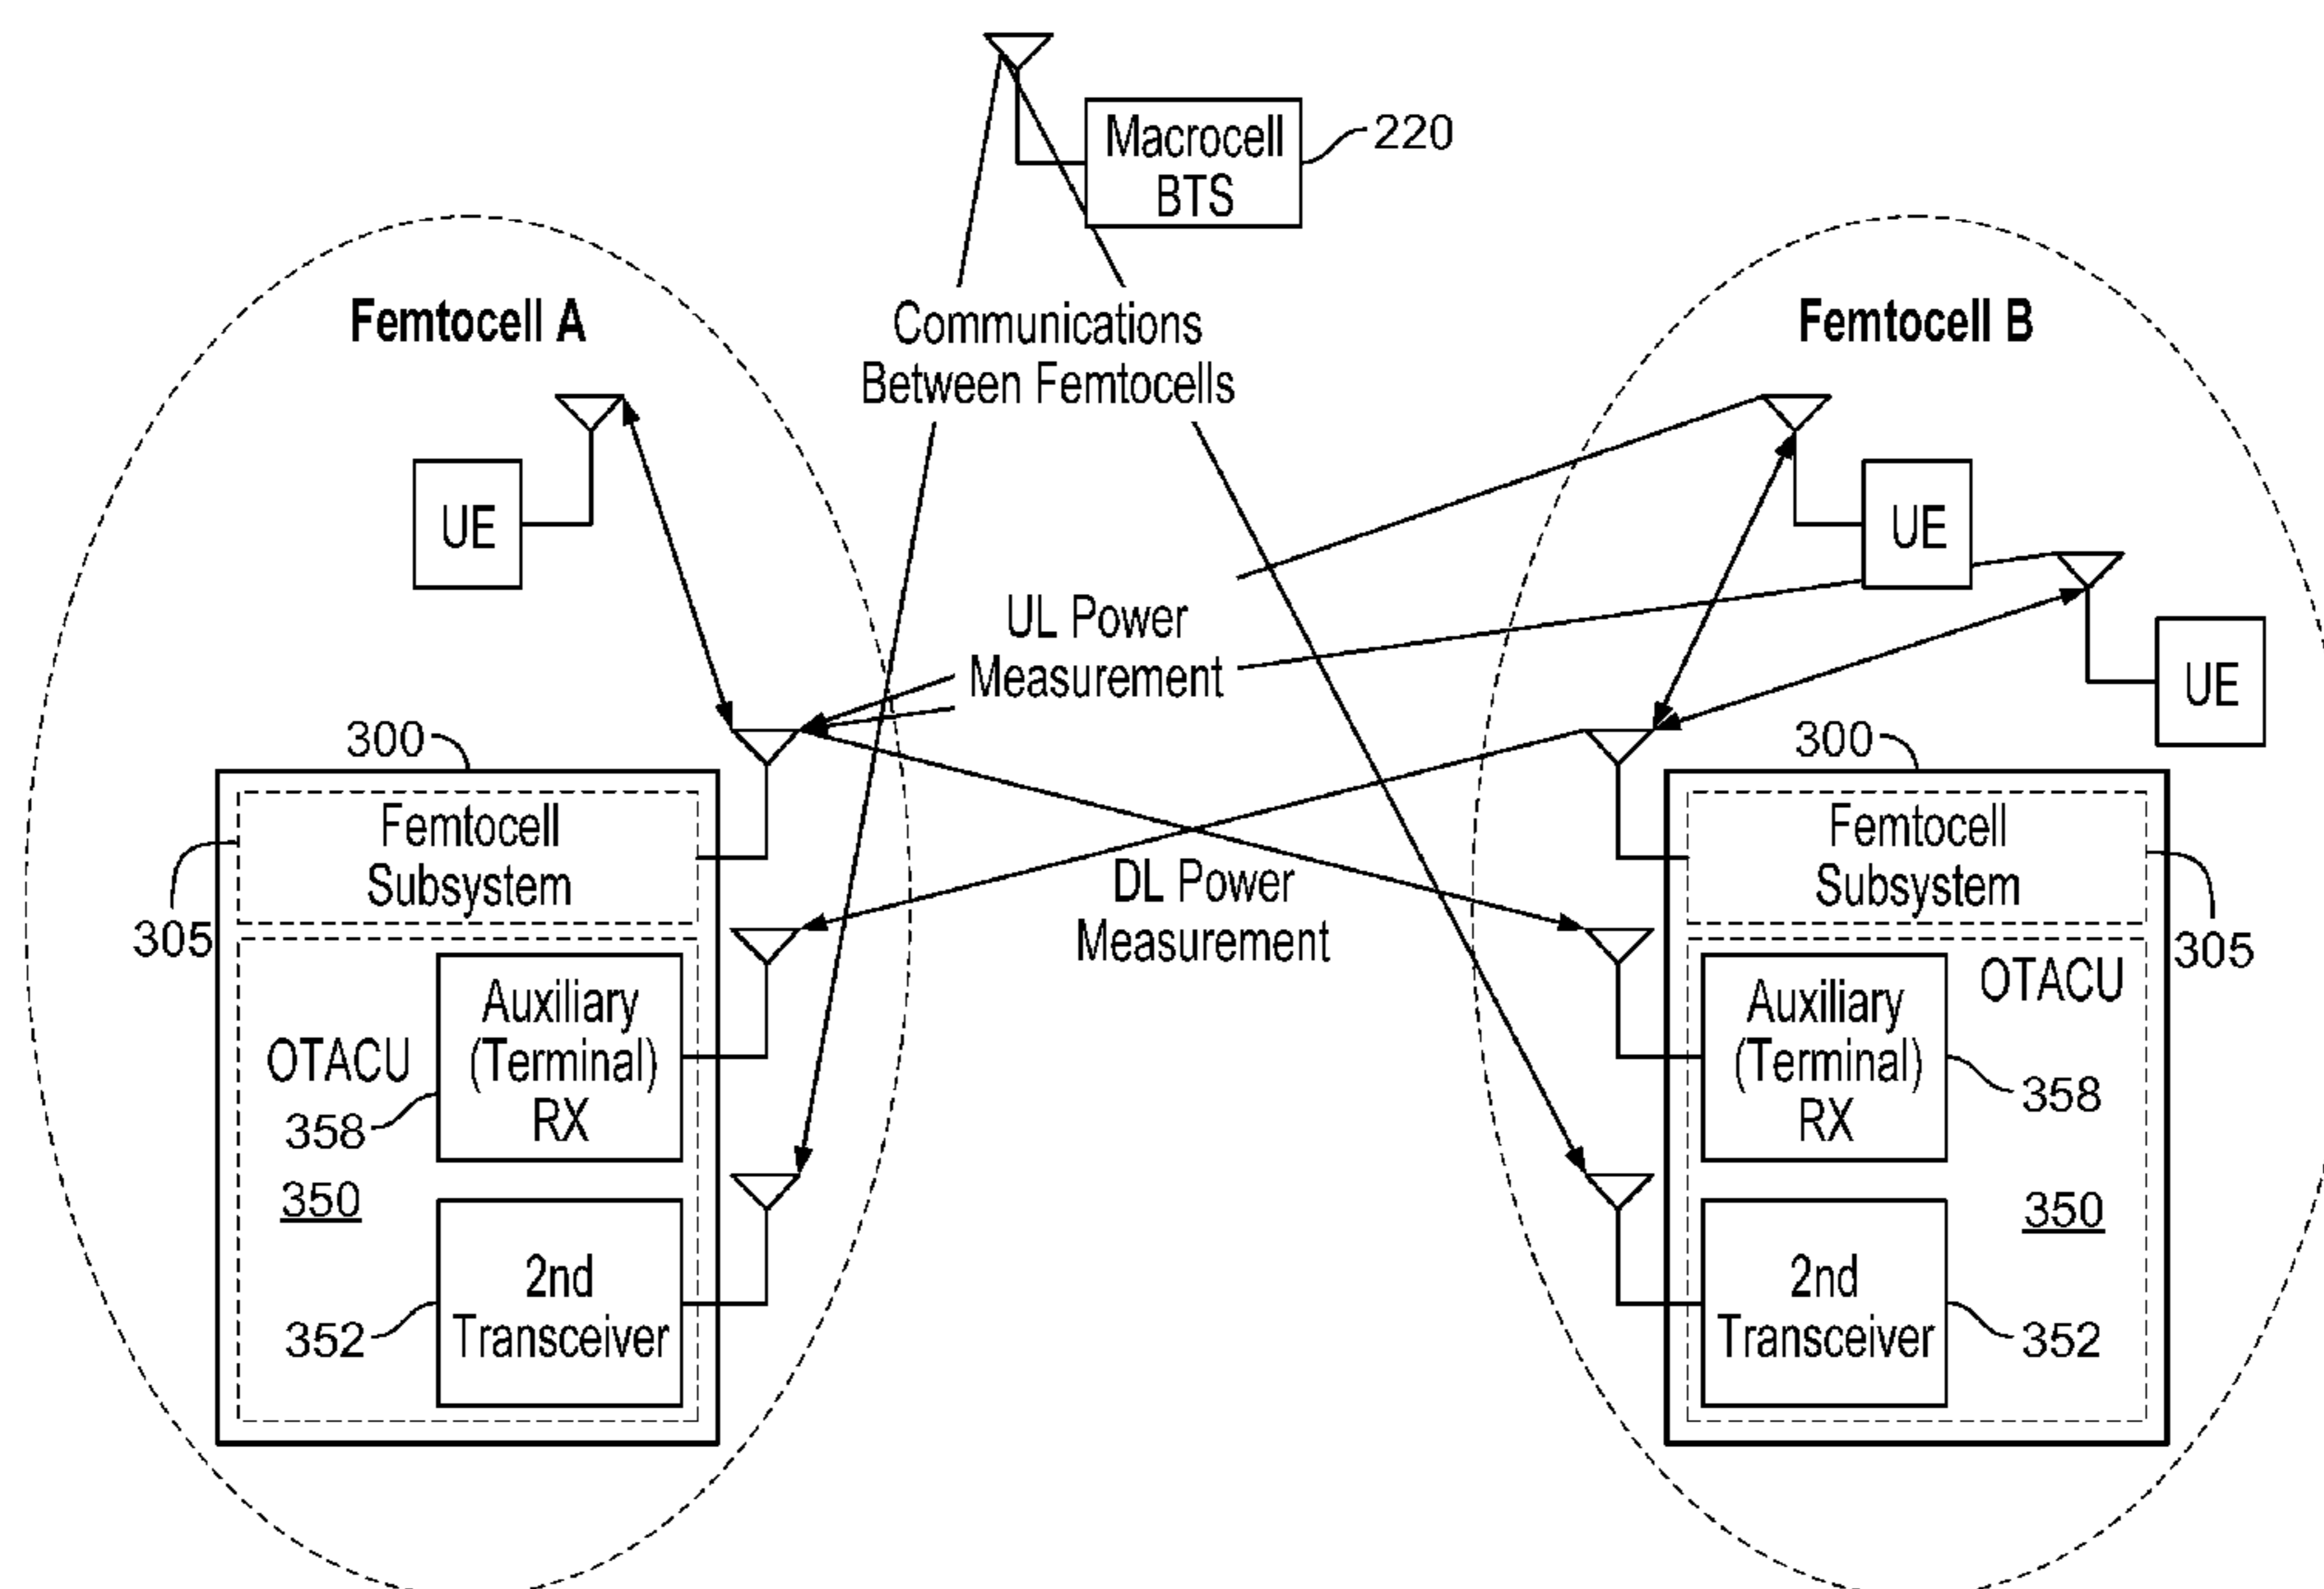 Macrocell
BTS
220
Femtocell A
Communications
Between Femtocells
Femtocell B
UE
UE
UL Power
Measurement
UE
300
300
Femtocell
Subsystem
305
Femtocell
Subsystem
305
DL Power
Measurement
OTACU
Auxiliary
(Terminal)
RX
358
350
2nd
Transceiver
352
OTACU
Auxiliary
(Terminal)
RX
358
350
2nd
Transceiver
352